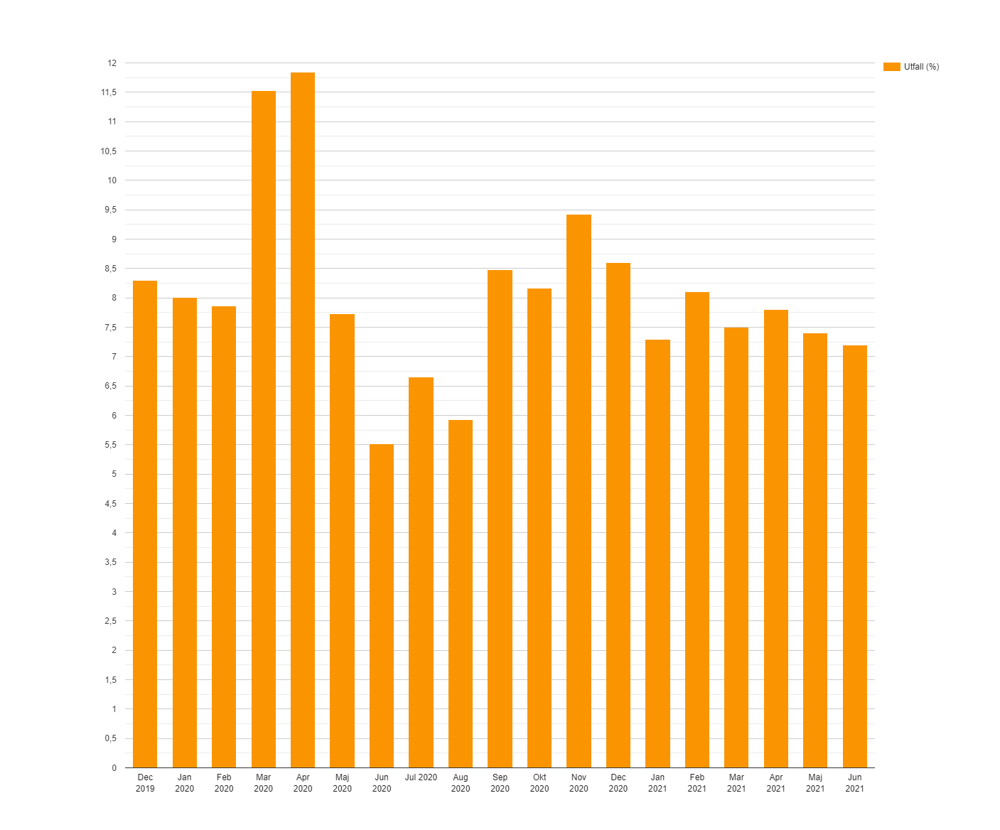 Utfall (%)
12
11,5
11
10,5
10
9,5
9
8,5
8
7,5
7
6,5
6
5,5
5
4,5
4
3,5
3
2,5
2
1,5
1
0,5
0
Dec 2019
Jan 2020
Feb 2020
Mar 2020
Apr 2020
Maj 2020
Jun 2020
Jul 2020
Aug 2020
Sep 2020
Okt 2020
Nov 2020
Dec 2020
Jan 2021
Feb 2021
Mar 2021
Apr 2021
Maj 2021
Jun 2021